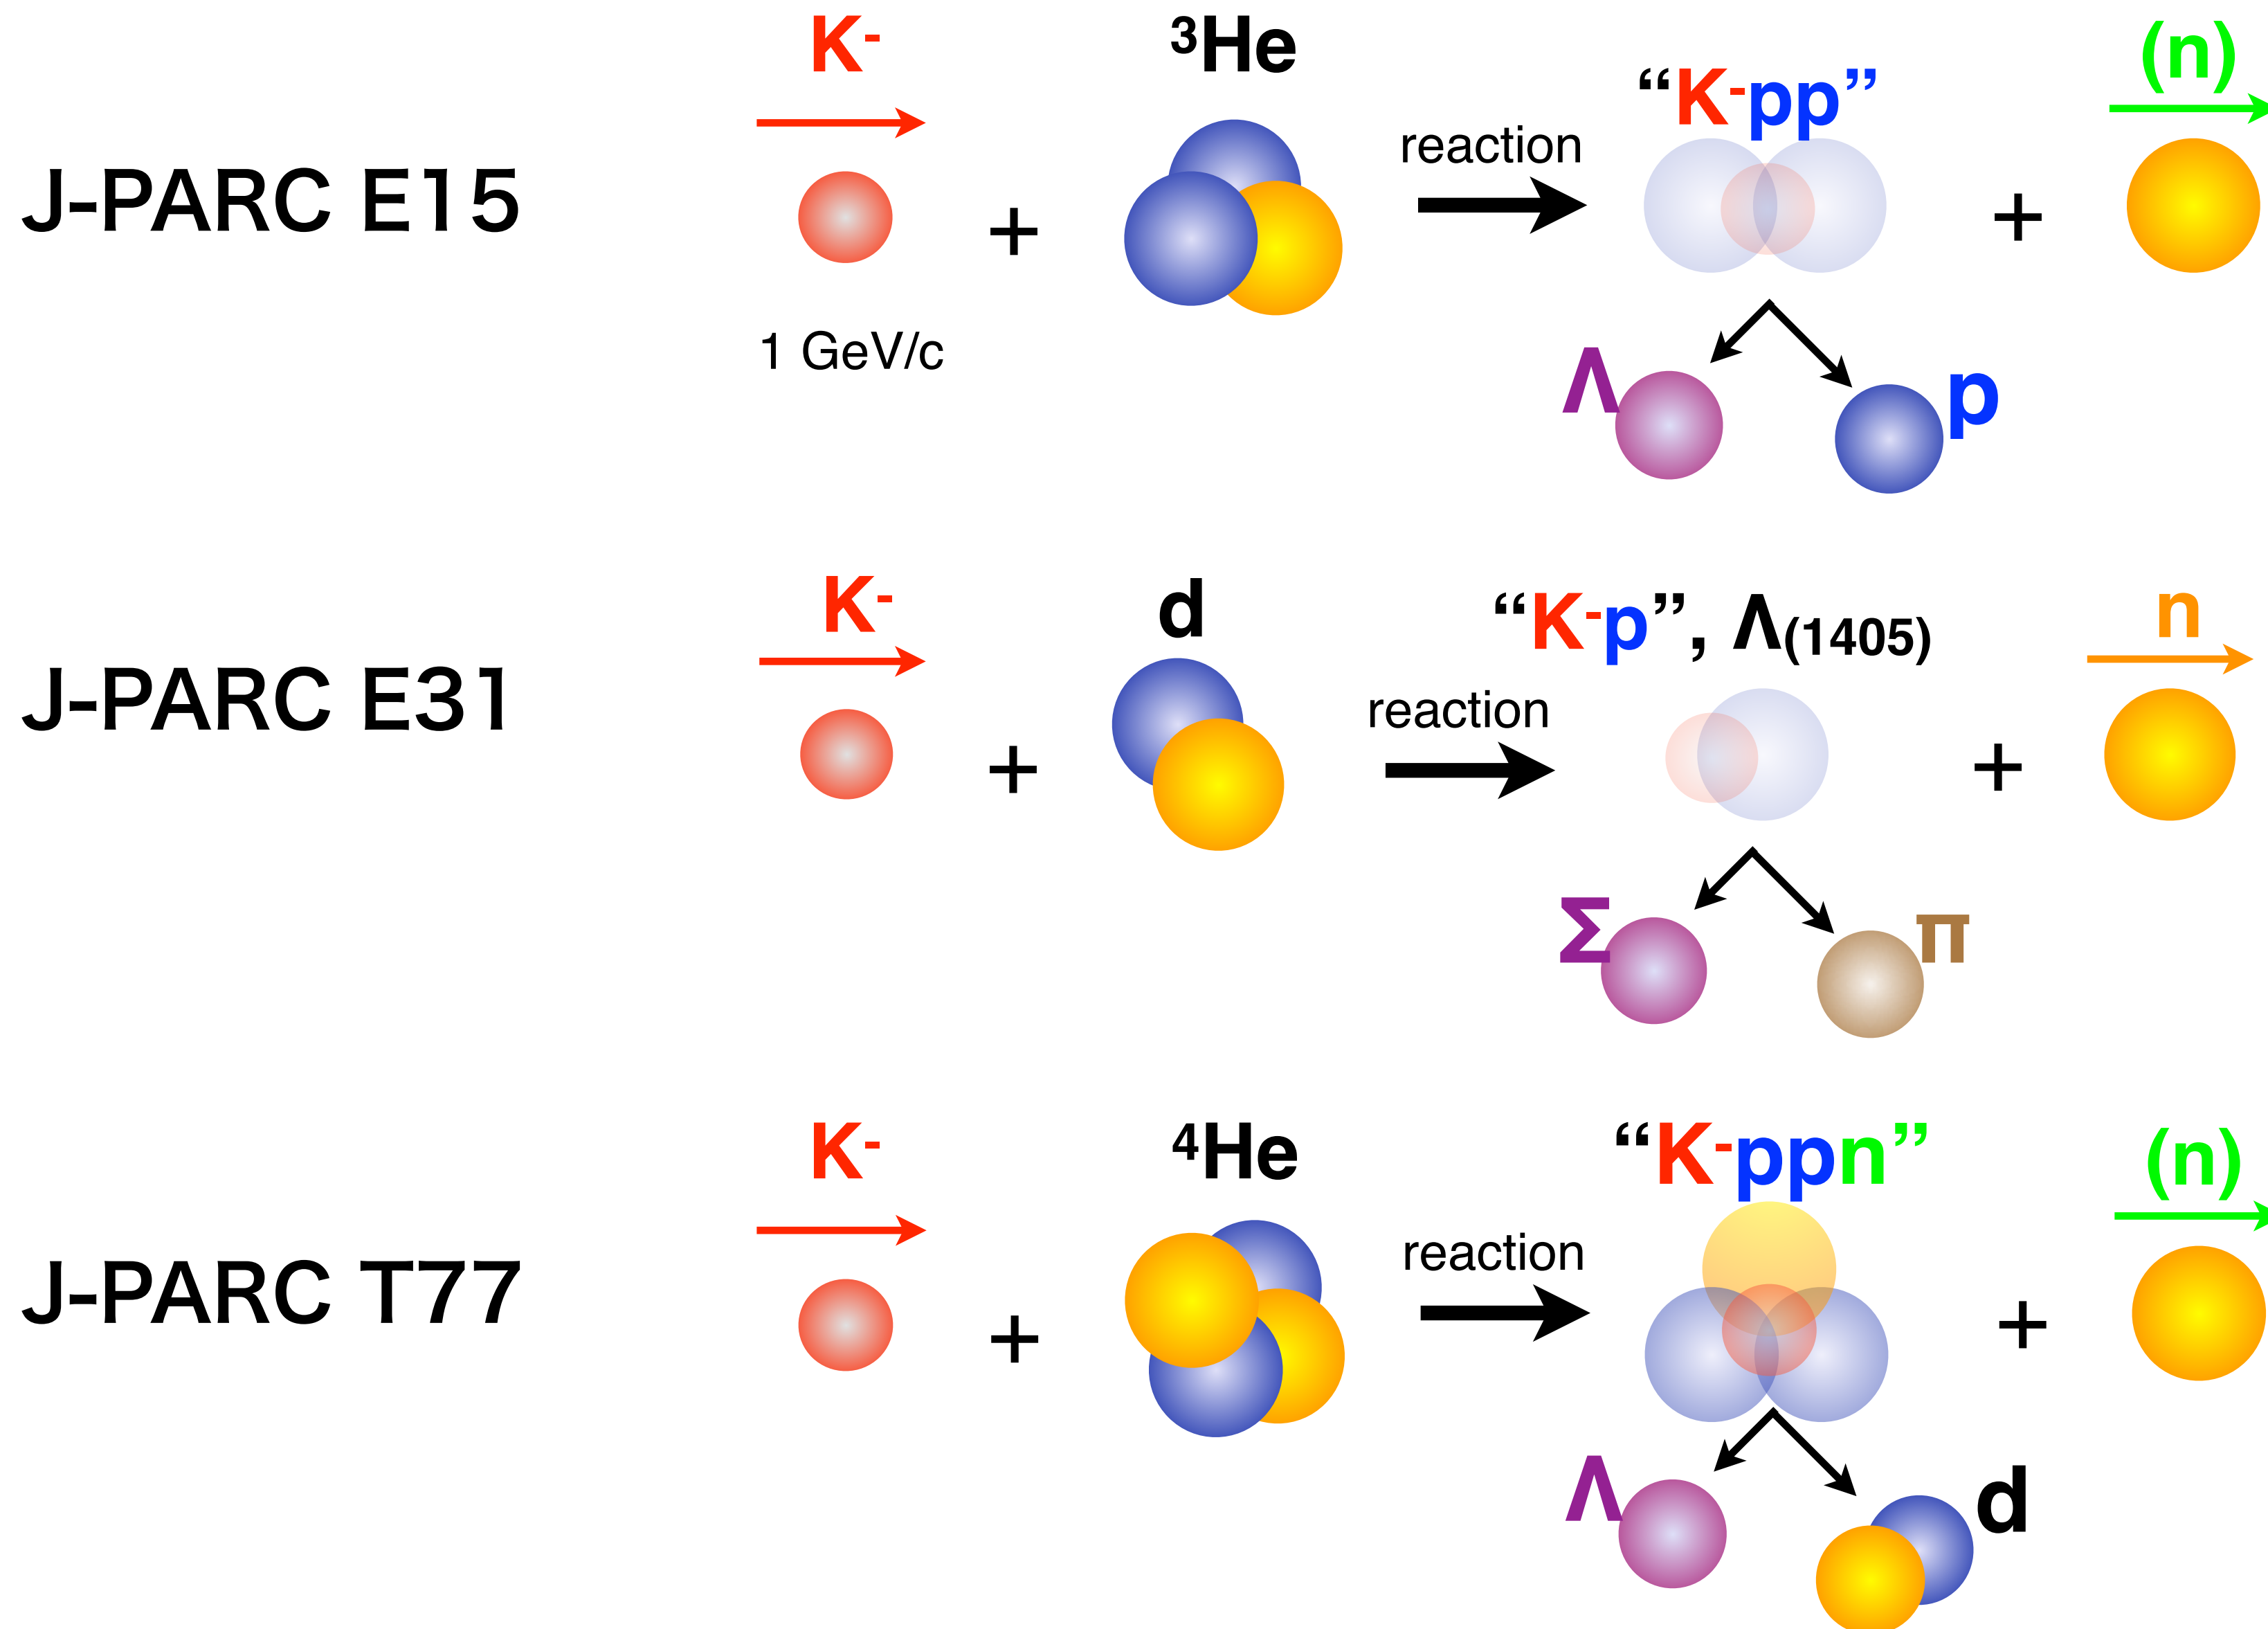 J-PARC E15
K-
1 GeV/c
+
³He
reaction
“K-pp”
Λ
p
+
(n)
J-PARC E31
K-
+
d
reaction
“K-p”, Λ(1405)
Σ
π
+
n
J-PARC T77
K-
+
⁴He
reaction
“K-ppn”
Λ
d
+
(n)